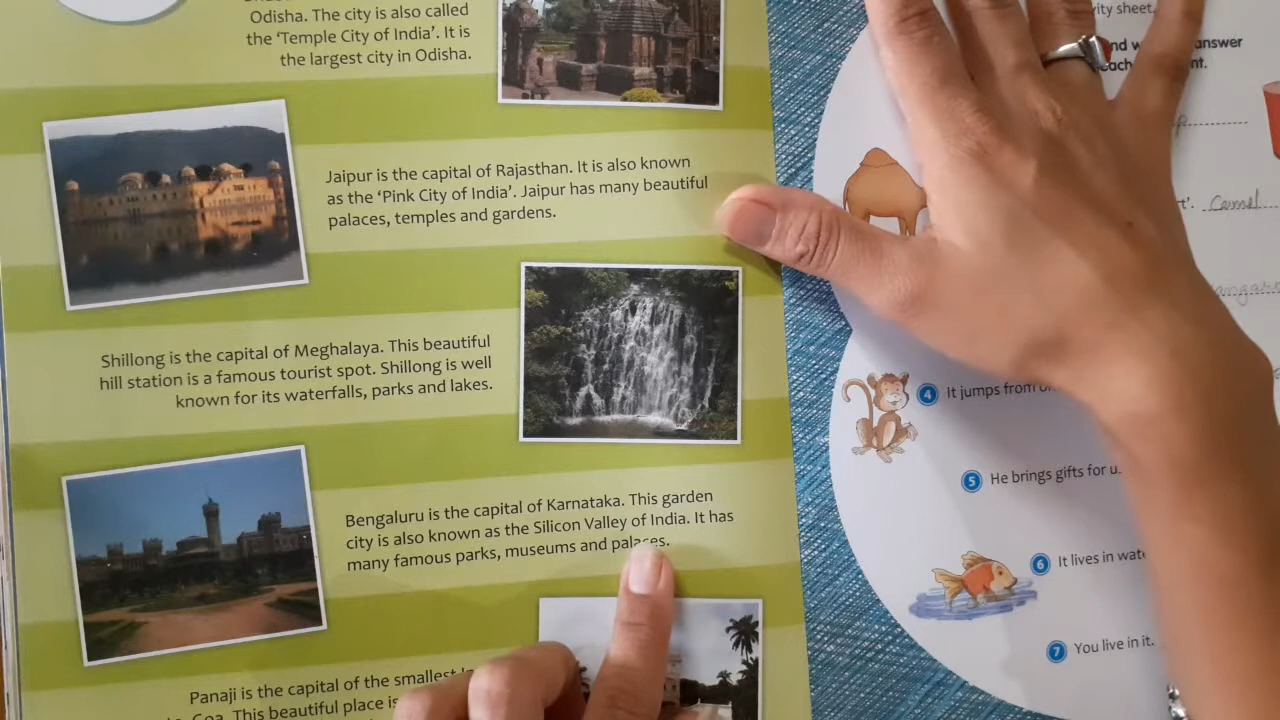 Odisha. The city is also called
the 'Temple City of India'. It is
the largest city in Odisha.
Jaipur is the capital of Rajasthan. It is also known
as the 'Pink City of India'. Jaipur has many beautiful
palaces, temples and gardens.
Shillong is the capital of Meghalaya. This beautiful
hill station is a famous tourist spot. Shillong is well
known for its waterfalls, parks and lakes.
Bengaluru is the capital of Karnataka. This garden
city is also known as the Silicon Valley of India. It has
many famous parks, museums and palaces.
Panaji is the capital of the smallest
Goa. This beautiful place is
sheet.
answer
Camel
4 It jumps from
5 He brings gifts for
6 It lives in
7 You live in it.